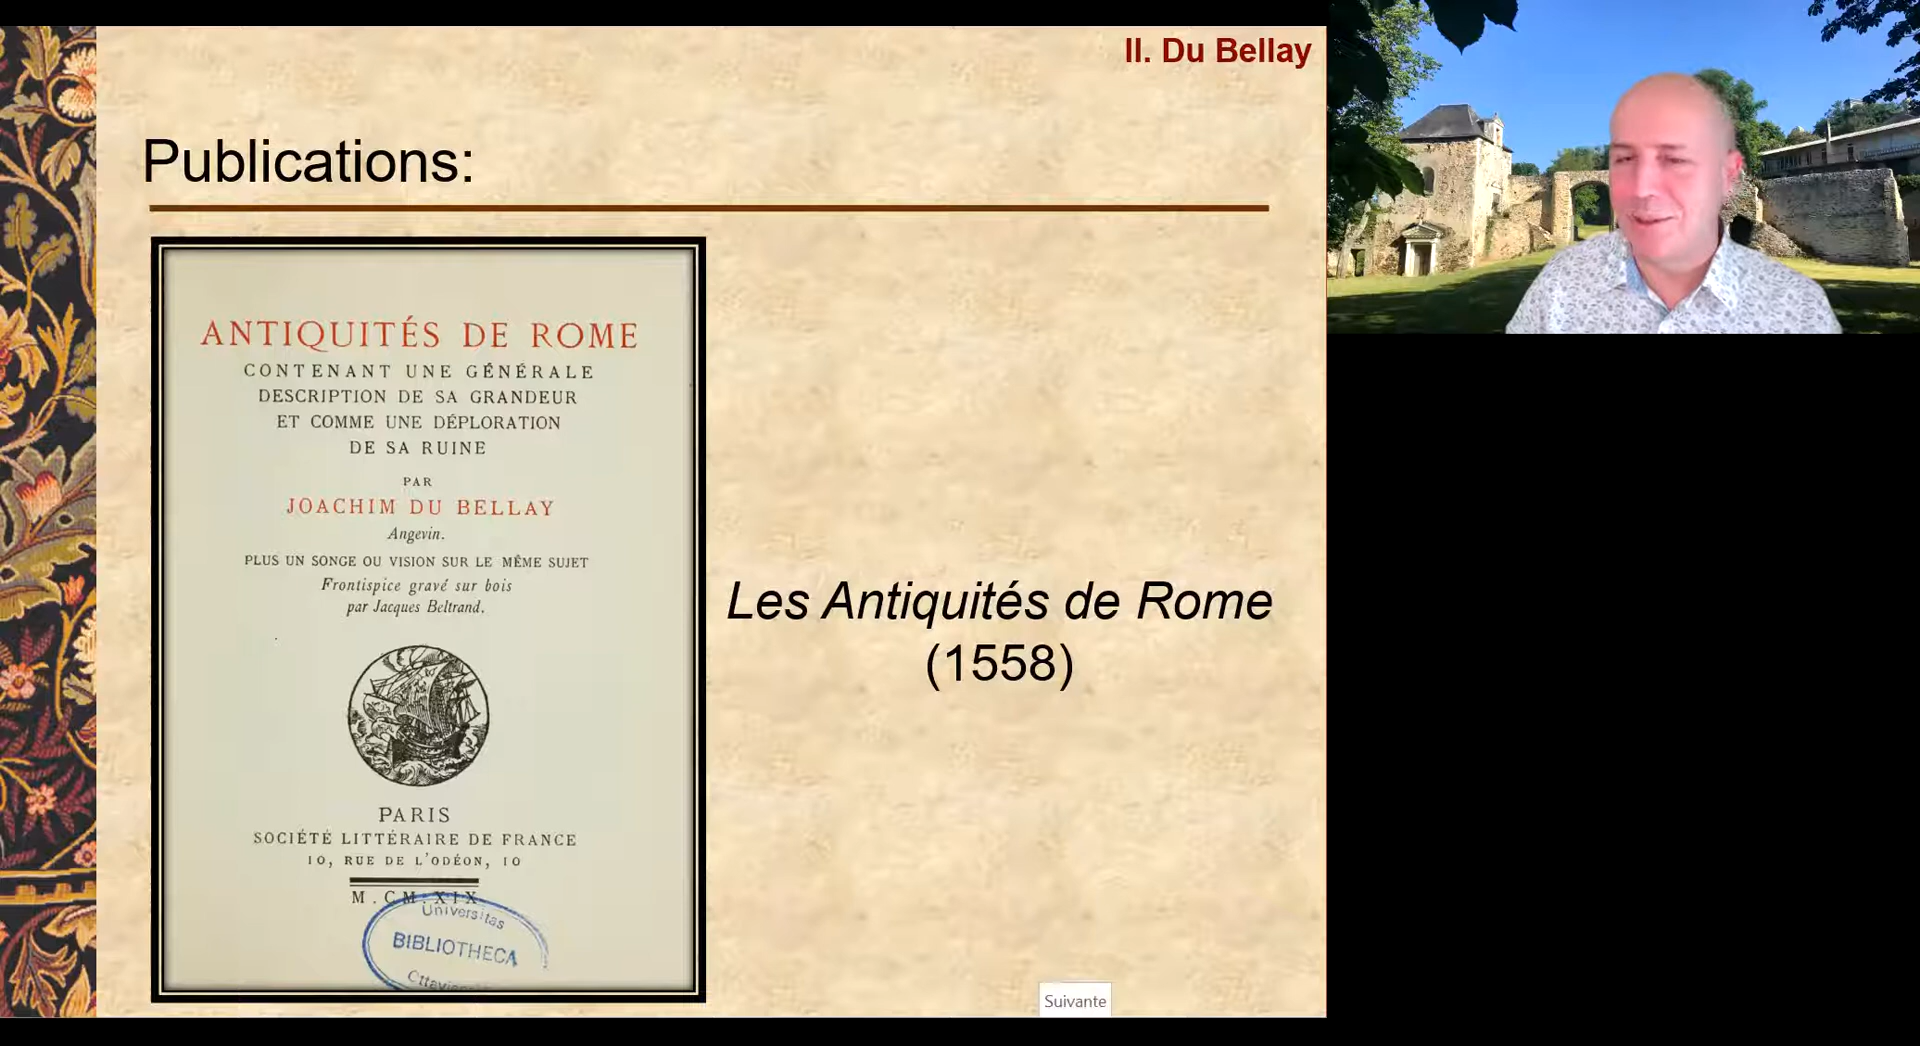 II. Du Bellay
Publications:
ANTIQUITÉS DE ROME
CONTENANT UNE GÉNÉRALE
DESCRIPTION DE SA GRANDEUR
ET COMME UNE DÉPLORATION
DE SA RUINE
PAR
JOACHIM DU BELLAY
Angevin.
PLUS UN SONGE OU VISION SUR LE MÊME SUJET
Frontispice gravé sur bois
par Jacques Beltrand.
PARIS
SOCIÉTÉ LITTÉRAIRE DE FRANCE
10, RUE DE L'ODÉON, 10
M.CM.XIX
Universitas
BIBLIOTHECA
Les Antiquités de Rome
(1558)
Suivante